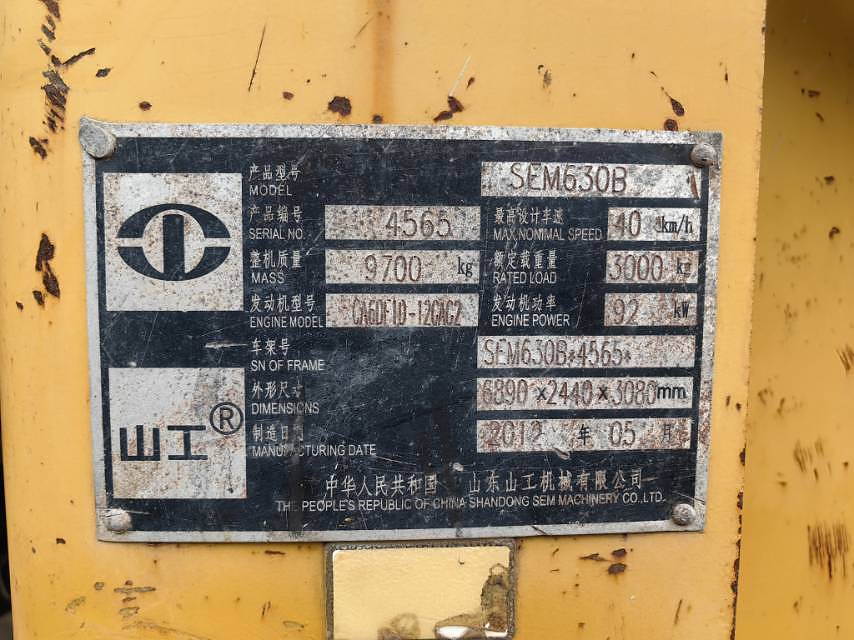 产品型号 SEM630B
MODEL
产品编号 4565 最高设计车速 40 km/h
SERIAL NO. MAX NOMIMAL SPEED
整机质量 9700 kg 额定载重量 3000 kg
MASS RATED LOAD
发动机型号 CA6DF1D-12GAG2 发动机功率 92 kW
ENGINE MODEL ENGINE POWER
车架号 SEM630B*4565*
SN OF FRAME
外形尺寸 6890 x 2440 x 3080mm
DIMENSIONS
山工®
制造日期 2012 年 05 月
MANUFACTURING DATE
中华人民共和国 山东山工机械有限公司
THE PEOPLE'S REPUBLIC OF CHINA SHANDONG SEM MACHINERY CO.,LTD.